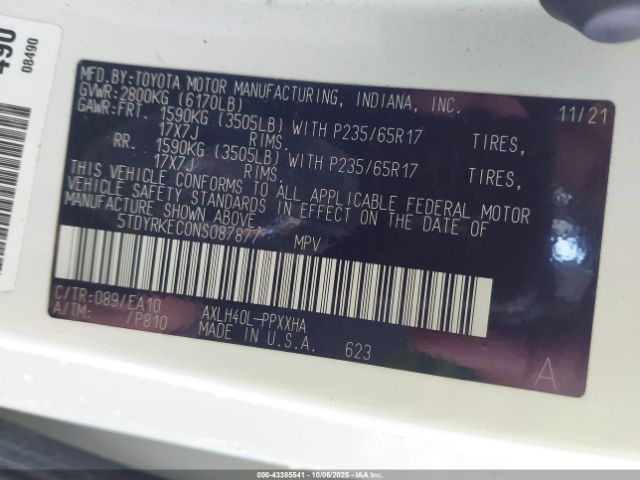 490
08490
MFD.BY:TOYOTA MOTOR MANUFACTURING, INDIANA, INC. 11/21
GVWR:2800KG (6170LB)
GAWR:FRT. 1590KG (3505LB) WITH P235/65R17 TIRES,
17X7J RIMS.
RR. 1590KG (3505LB) WITH P235/65R17 TIRES,
17X7J RIMS.
THIS VEHICLE CONFORMS TO ALL APPLICABLE FEDERAL MOTOR
VEHICLE SAFETY STANDARDS IN EFFECT ON THE DATE OF
MANUFACTURE SHOWN ABOVE.
5TDYRKEC0NS087877 MPV
C/TR:089/EA10 AXLH40L-PPXXHA
A/TM: /P810 MADE IN U.S.A. 623
A
000-43385541 - 10/06/2025 - IAAI.COM